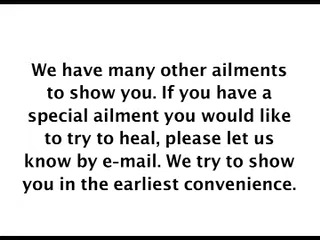 We have many other ailments
to show you. If you have a
special ailment you would like
to try to heal, please let us
know by e-mail. We try to show
you in the earliest convenience.